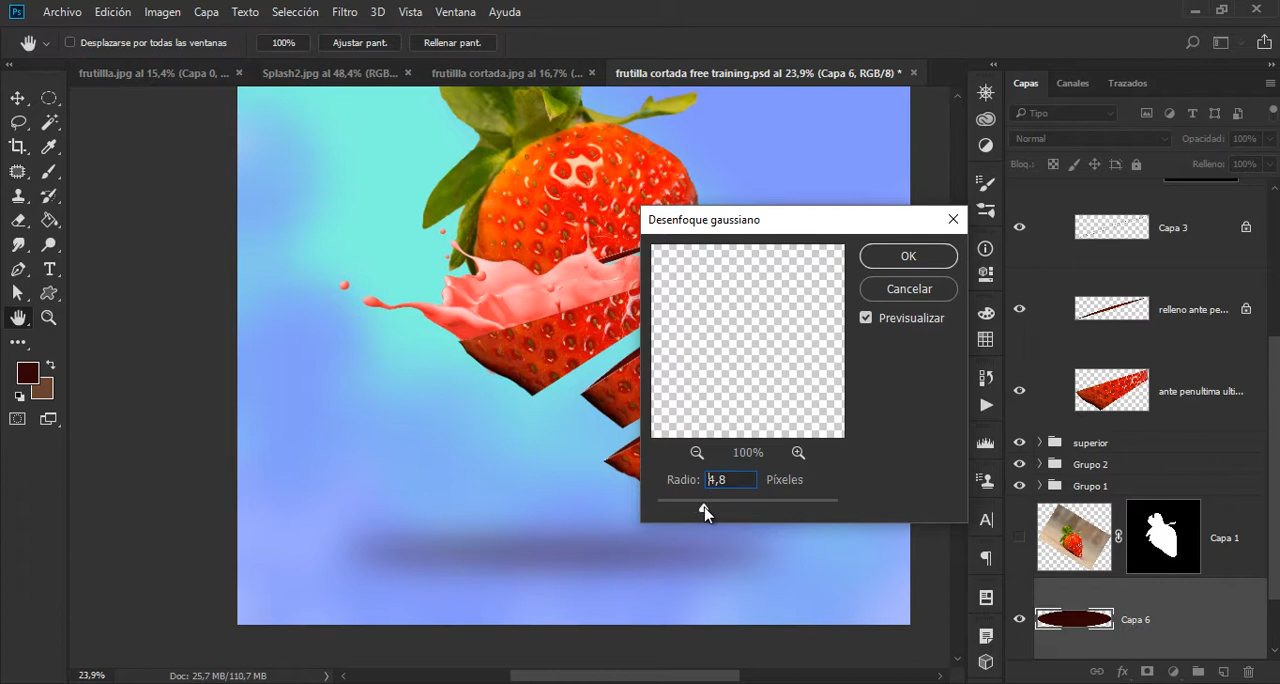 Ps Archivo Edición Imagen Capa Texto Selección Filtro 3D Vista Ventana Ayuda
Desplazarse por todas las ventanas 100% Ajustar pant. Rellenar pant.
frutillla.jpg al 15,4% (Capa 0, ... × Splash2.jpg al 48,4% (RGB... × frutillla cortada.jpg al 16,7% (... × frutillla cortada free training.psd al 23,9% (Capa 6, RGB/8) * ×
Capas Canales Trazados
Tipo
Normal Opacidad: 100%
Bloq.: Relleno: 100%
Capa 3
relleno ante pe...
ante penultima ulti...
superior
Grupo 2
Grupo 1
Capa 1
Capa 6
Desenfoque gaussiano
OK
Cancelar
Previsualizar
100%
Radio: 4,8 Píxeles
23,9% Doc: 25,7 MB/110,7 MB